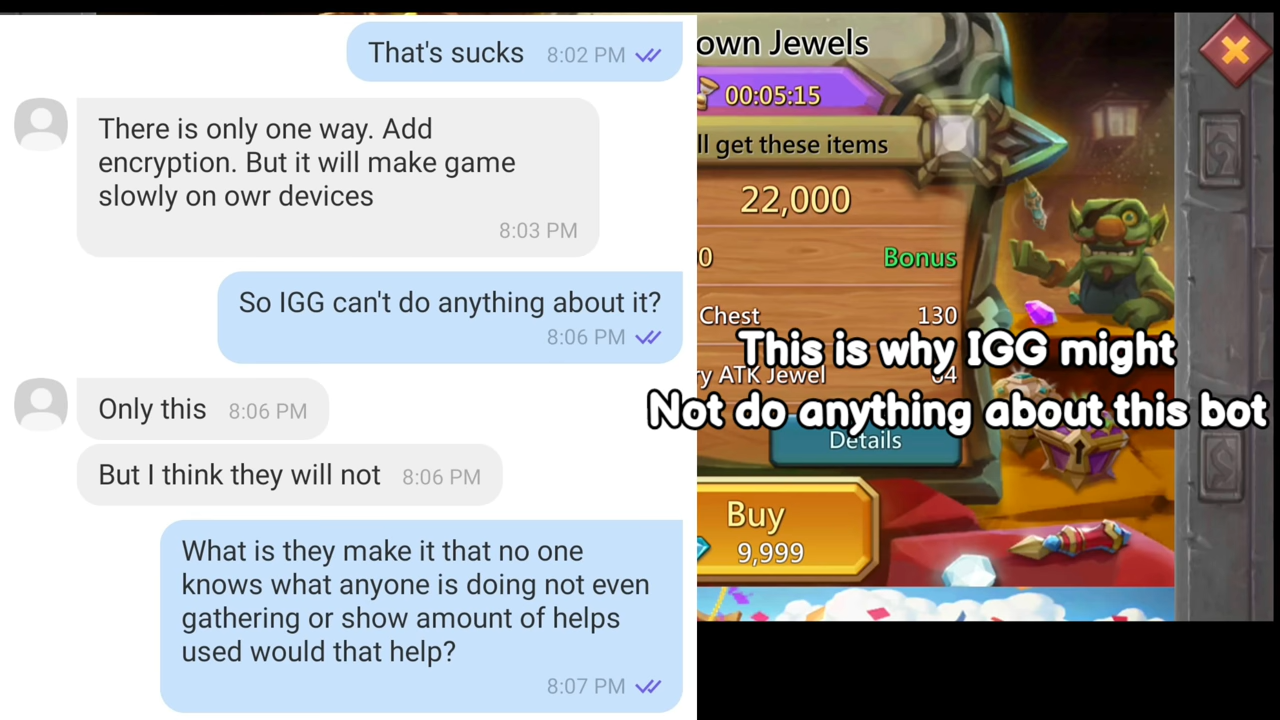 That's sucks 8:02 PM
There is only one way. Add
encryption. But it will make game
slowly on owr devices
8:03 PM
So IGG can't do anything about it?
8:06 PM
Only this 8:06 PM
But I think they will not 8:06 PM
What is they make it that no one
knows what anyone is doing not even
gathering or show amount of helps
used would that help?
8:07 PM
own Jewels
00:05:15
ll get these items
22,000
0 Bonus
Chest 130
This is why IGG might
ry ATK Jewel 64
Not do anything about this bot
Details
Buy
9,999